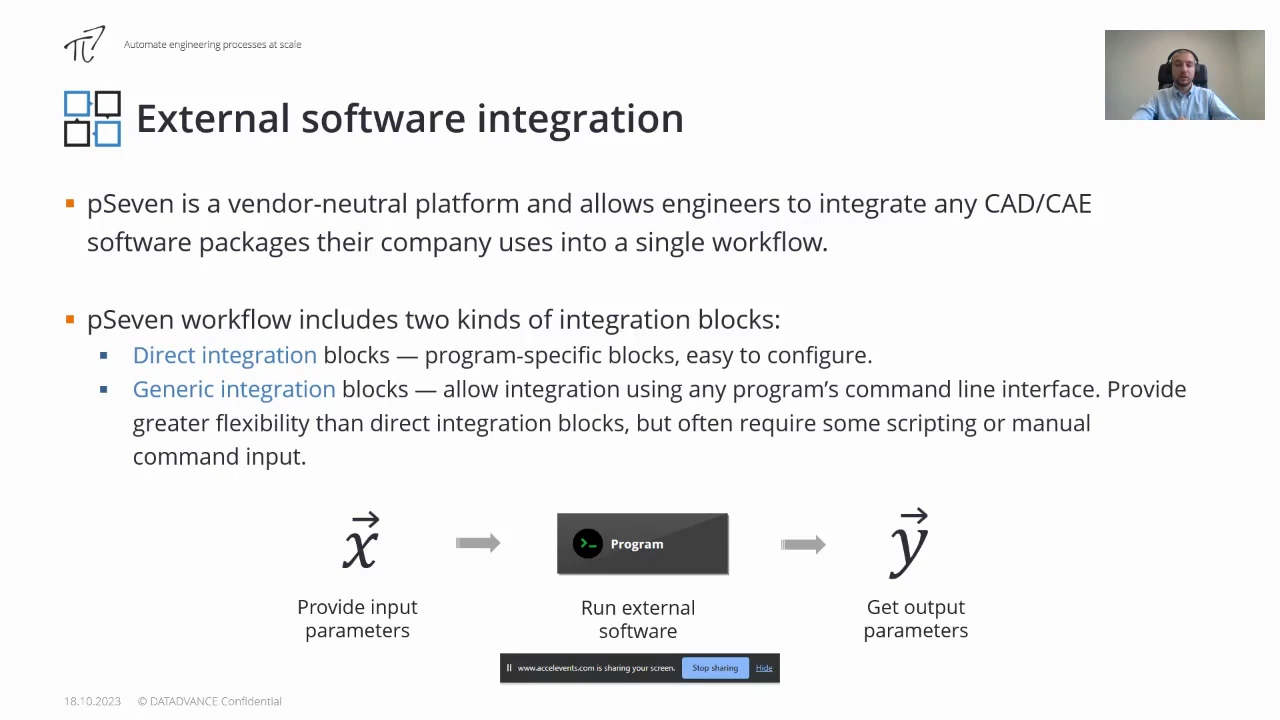 Automate engineering processes at scale
External software integration
pSeven is a vendor-neutral platform and allows engineers to integrate any CAD/CAE
software packages their company uses into a single workflow.
pSeven workflow includes two kinds of integration blocks:
Direct integration blocks — program-specific blocks, easy to configure.
Generic integration blocks — allow integration using any program’s command line interface. Provide
greater flexibility than direct integration blocks, but often require some scripting or manual
command input.
x⃗
>_ Program
y⃗
Provide input
parameters
Run external
software
Get output
parameters
www.accelevents.com is sharing your screen. Stop sharing Hide
18.10.2023 © DATADVANCE Confidential